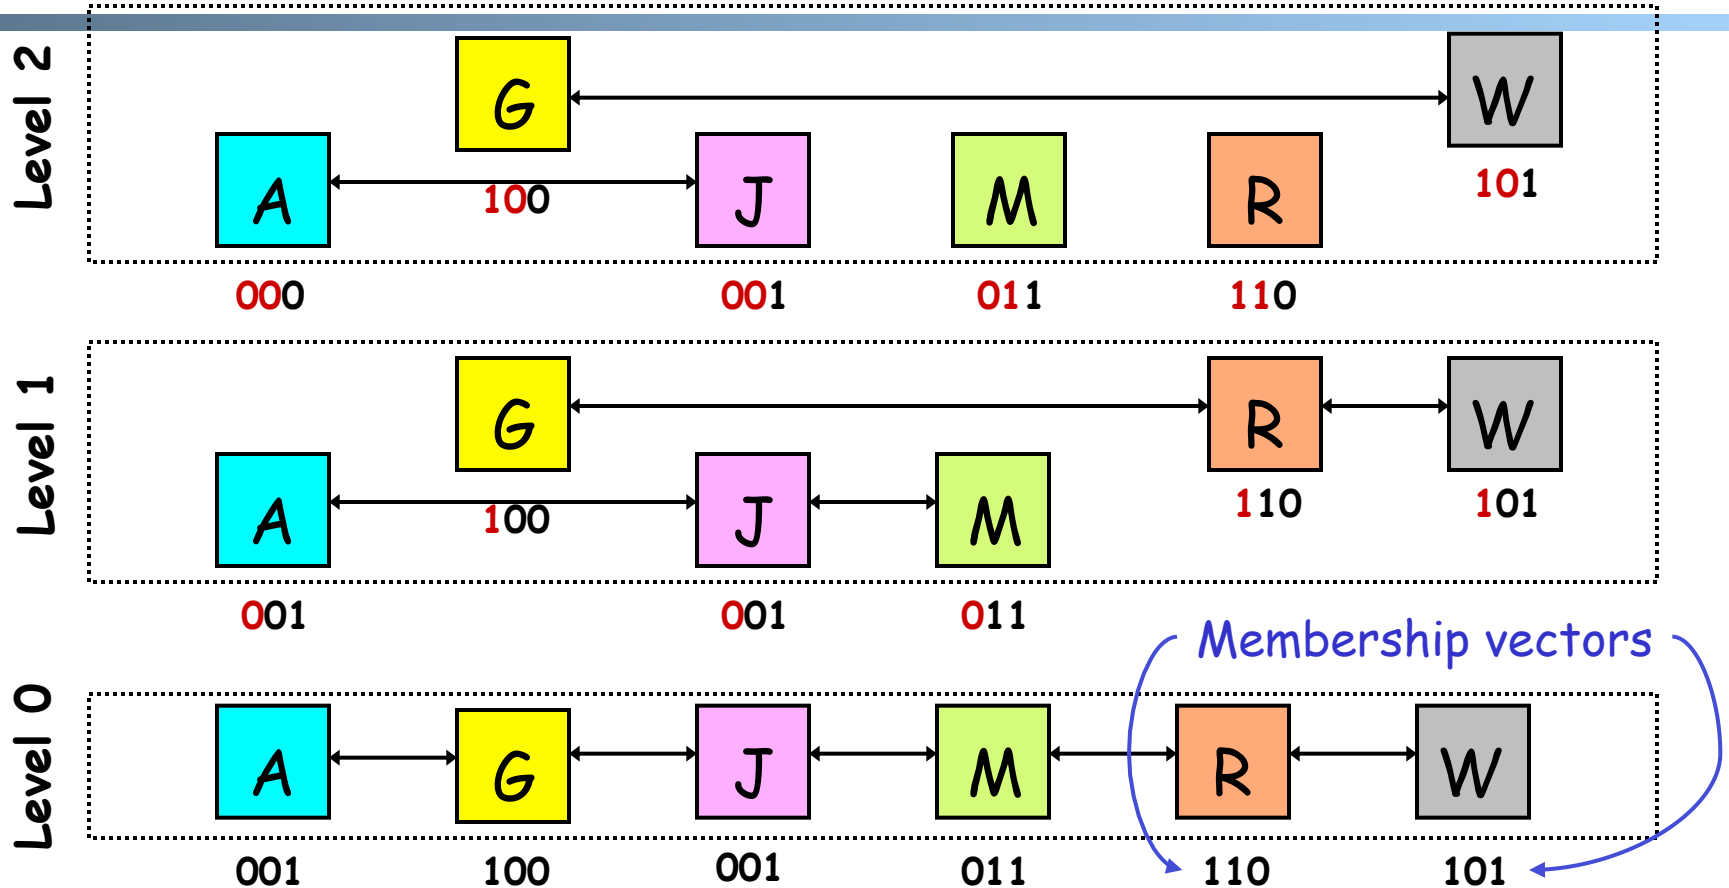 Level 2
G W
A J M R
100 101
000 001 011 110
Level 1
G R W
A J M
100 110 101
001 001 011
Membership vectors
Level 0
A G J M R W
001 100 001 011 110 101